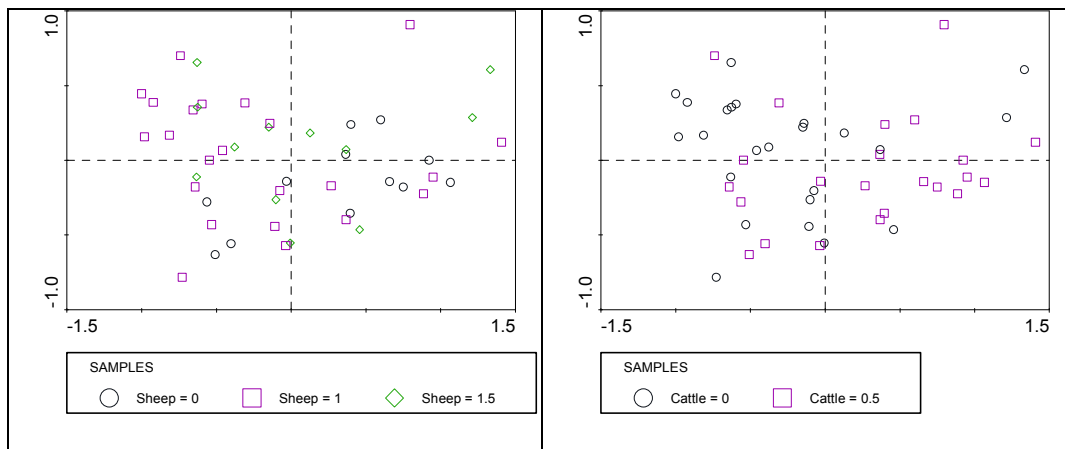 1.0
-1.0
-1.5
1.5
SAMPLES
Sheep = 0
Sheep = 1
Sheep = 1.5
1.0
-1.0
-1.5
1.5
SAMPLES
Cattle = 0
Cattle = 0.5